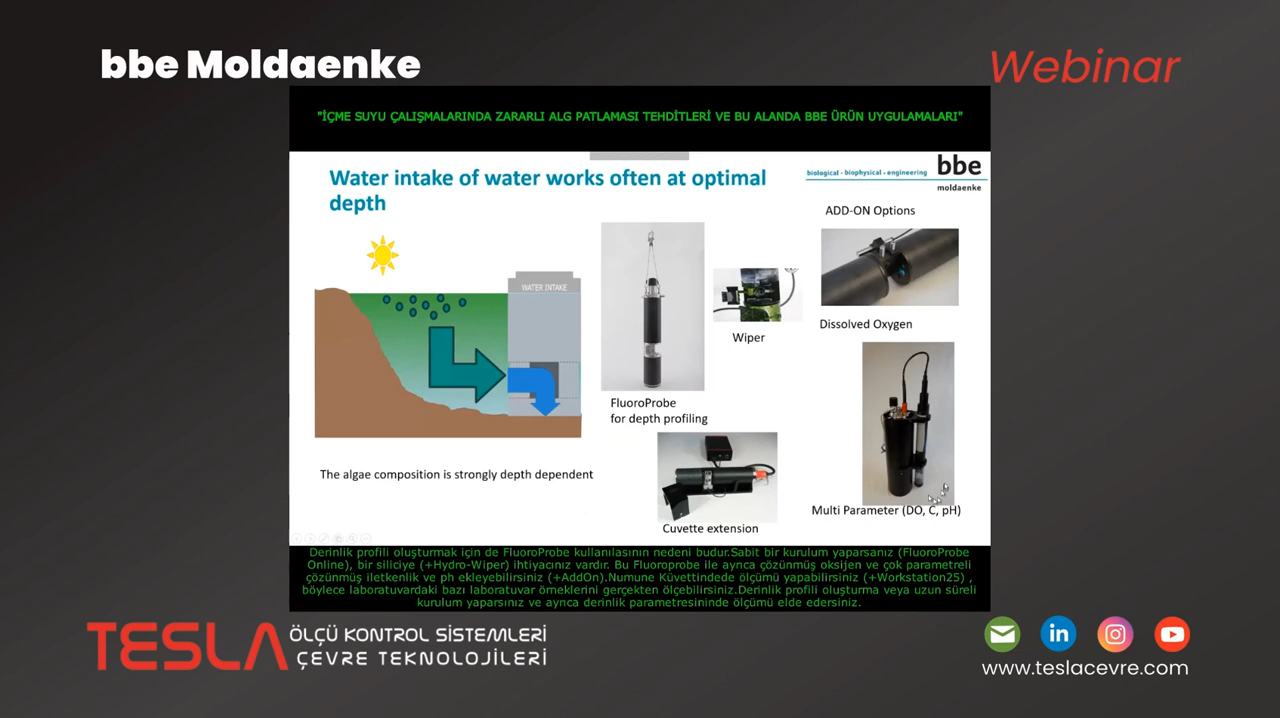 bbe Moldaenke
Webinar
"İÇME SUYU ÇALIŞMALARINDA ZARARLI ALG PATLAMASI TEHDİTLERİ VE BU ALANDA BBE ÜRÜN UYGULAMALARI"
Water intake of water works often at optimal
depth
biological - biophysical - engineering
bbe
moldaenke
ADD-ON Options
WATER INTAKE
Wiper
Dissolved Oxygen
FluoroProbe
for depth profiling
The algae composition is strongly depth dependent
Cuvette extension
Multi Parameter (DO, C, pH)
Derinlik profili oluşturmak için de FluoroProbe kullanılasının nedeni budur.Sabit bir kurulum yaparsanız (FluoroProbe
Online), bir siliciye (+Hydro-Wiper) ihtiyacınız vardır. Bu Fluoroprobe ile ayrıca çözünmüş oksijen ve çok parametreli
çözünmüş iletkenlik ve ph ekleyebilirsiniz (+AddOn).Numune Küvettindede ölçümü yapabilirsiniz (+Workstation25) ,
böylece laboratuvardaki bazı laboratuvar örneklerini gerçekten ölçebilirsiniz.Derinlik profili oluşturma veya uzun süreli
kurulum yaparsınız ve ayrıca derinlik parametresininde ölçümü elde edersiniz.
TESLA
ÖLÇÜ KONTROL SİSTEMLERİ
ÇEVRE TEKNOLOJİLERİ
in
www.teslacevre.com